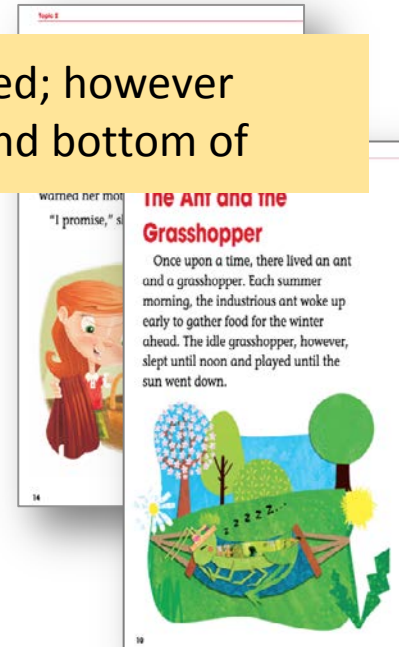 Topic 2
ed; however
nd bottom of
warned her mot
"I promise," s
14
The Ant and the
Grasshopper
Once upon a time, there lived an ant
and a grasshopper. Each summer
morning, the industrious ant woke up
early to gather food for the winter
ahead. The idle grasshopper, however,
slept until noon and played until the
sun went down.
z z z z z...
10